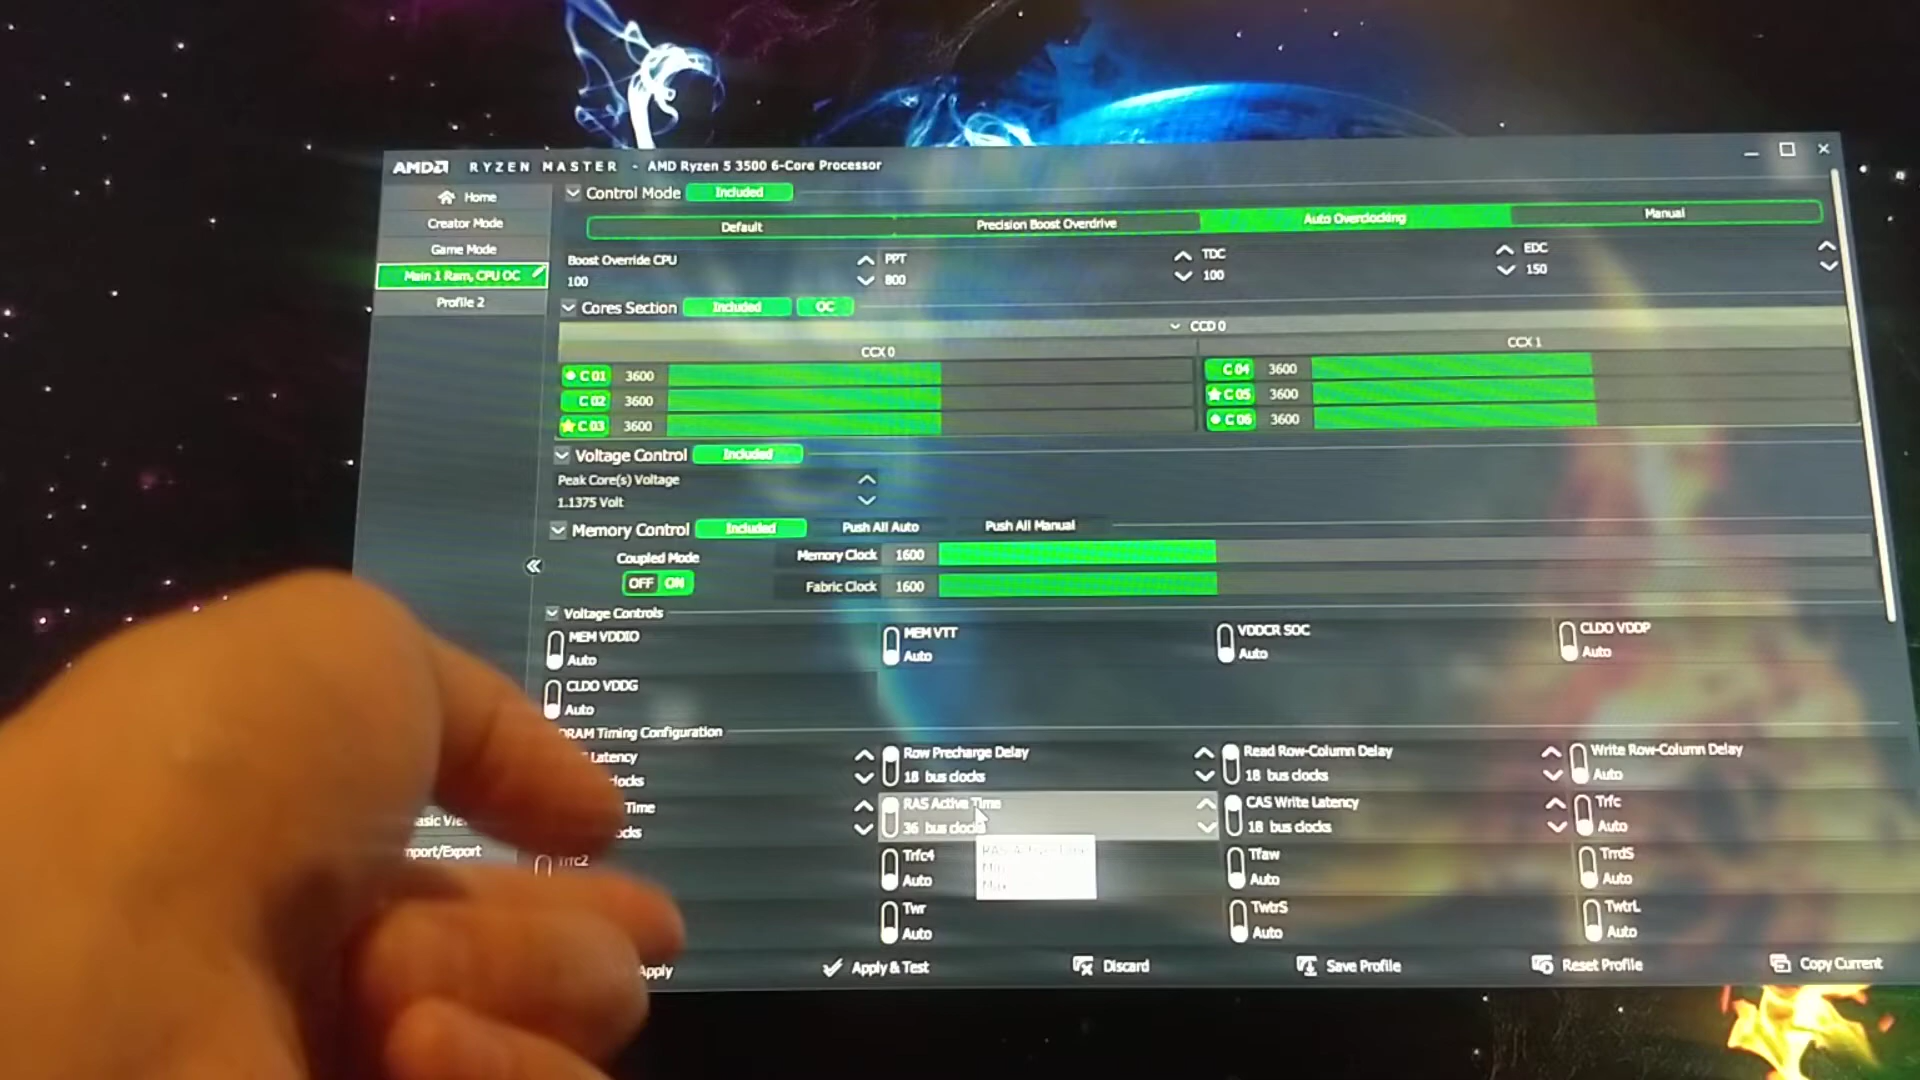 AMD RYZEN MASTER - AMD Ryzen 5 3500 6-Core Processor
Home
Creator Mode
Game Mode
Main 1 Ram, CPU OC
Profile 2
Control Mode Included
Default Precision Boost Overdrive Auto Overclocking Manual
Boost Override CPU PPT TDC EDC
100 800 100 150
Cores Section Included OC
CCD 0
CCX 0 CCX 1
C 01 3600 C 04 3600
C 02 3600 C 05 3600
C 03 3600 C 06 3600
Voltage Control Included
Peak Core(s) Voltage
1.1375 Volt
Memory Control Included Push All Auto Push All Manual
Coupled Mode Memory Clock 1600
OFF ON Fabric Clock 1600
Voltage Controls
MEM VDDIO MEM VTT VDDCR SOC CLDO VDDP
Auto Auto Auto Auto
CLDO VDDG
Auto
DRAM Timing Configuration
Latency Row Precharge Delay Read Row-Column Delay Write Row-Column Delay
18 bus clocks 18 bus clocks Auto
Time RAS Active Time CAS Write Latency Trfc
36 bus clocks 18 bus clocks Auto
Import/Export
Trfc2 Trfc4 Tfaw TrrdS
Auto Auto Auto
Twr TwtrS TwtrL
Auto Auto Auto
Apply Apply & Test Discard Save Profile Reset Profile Copy Current